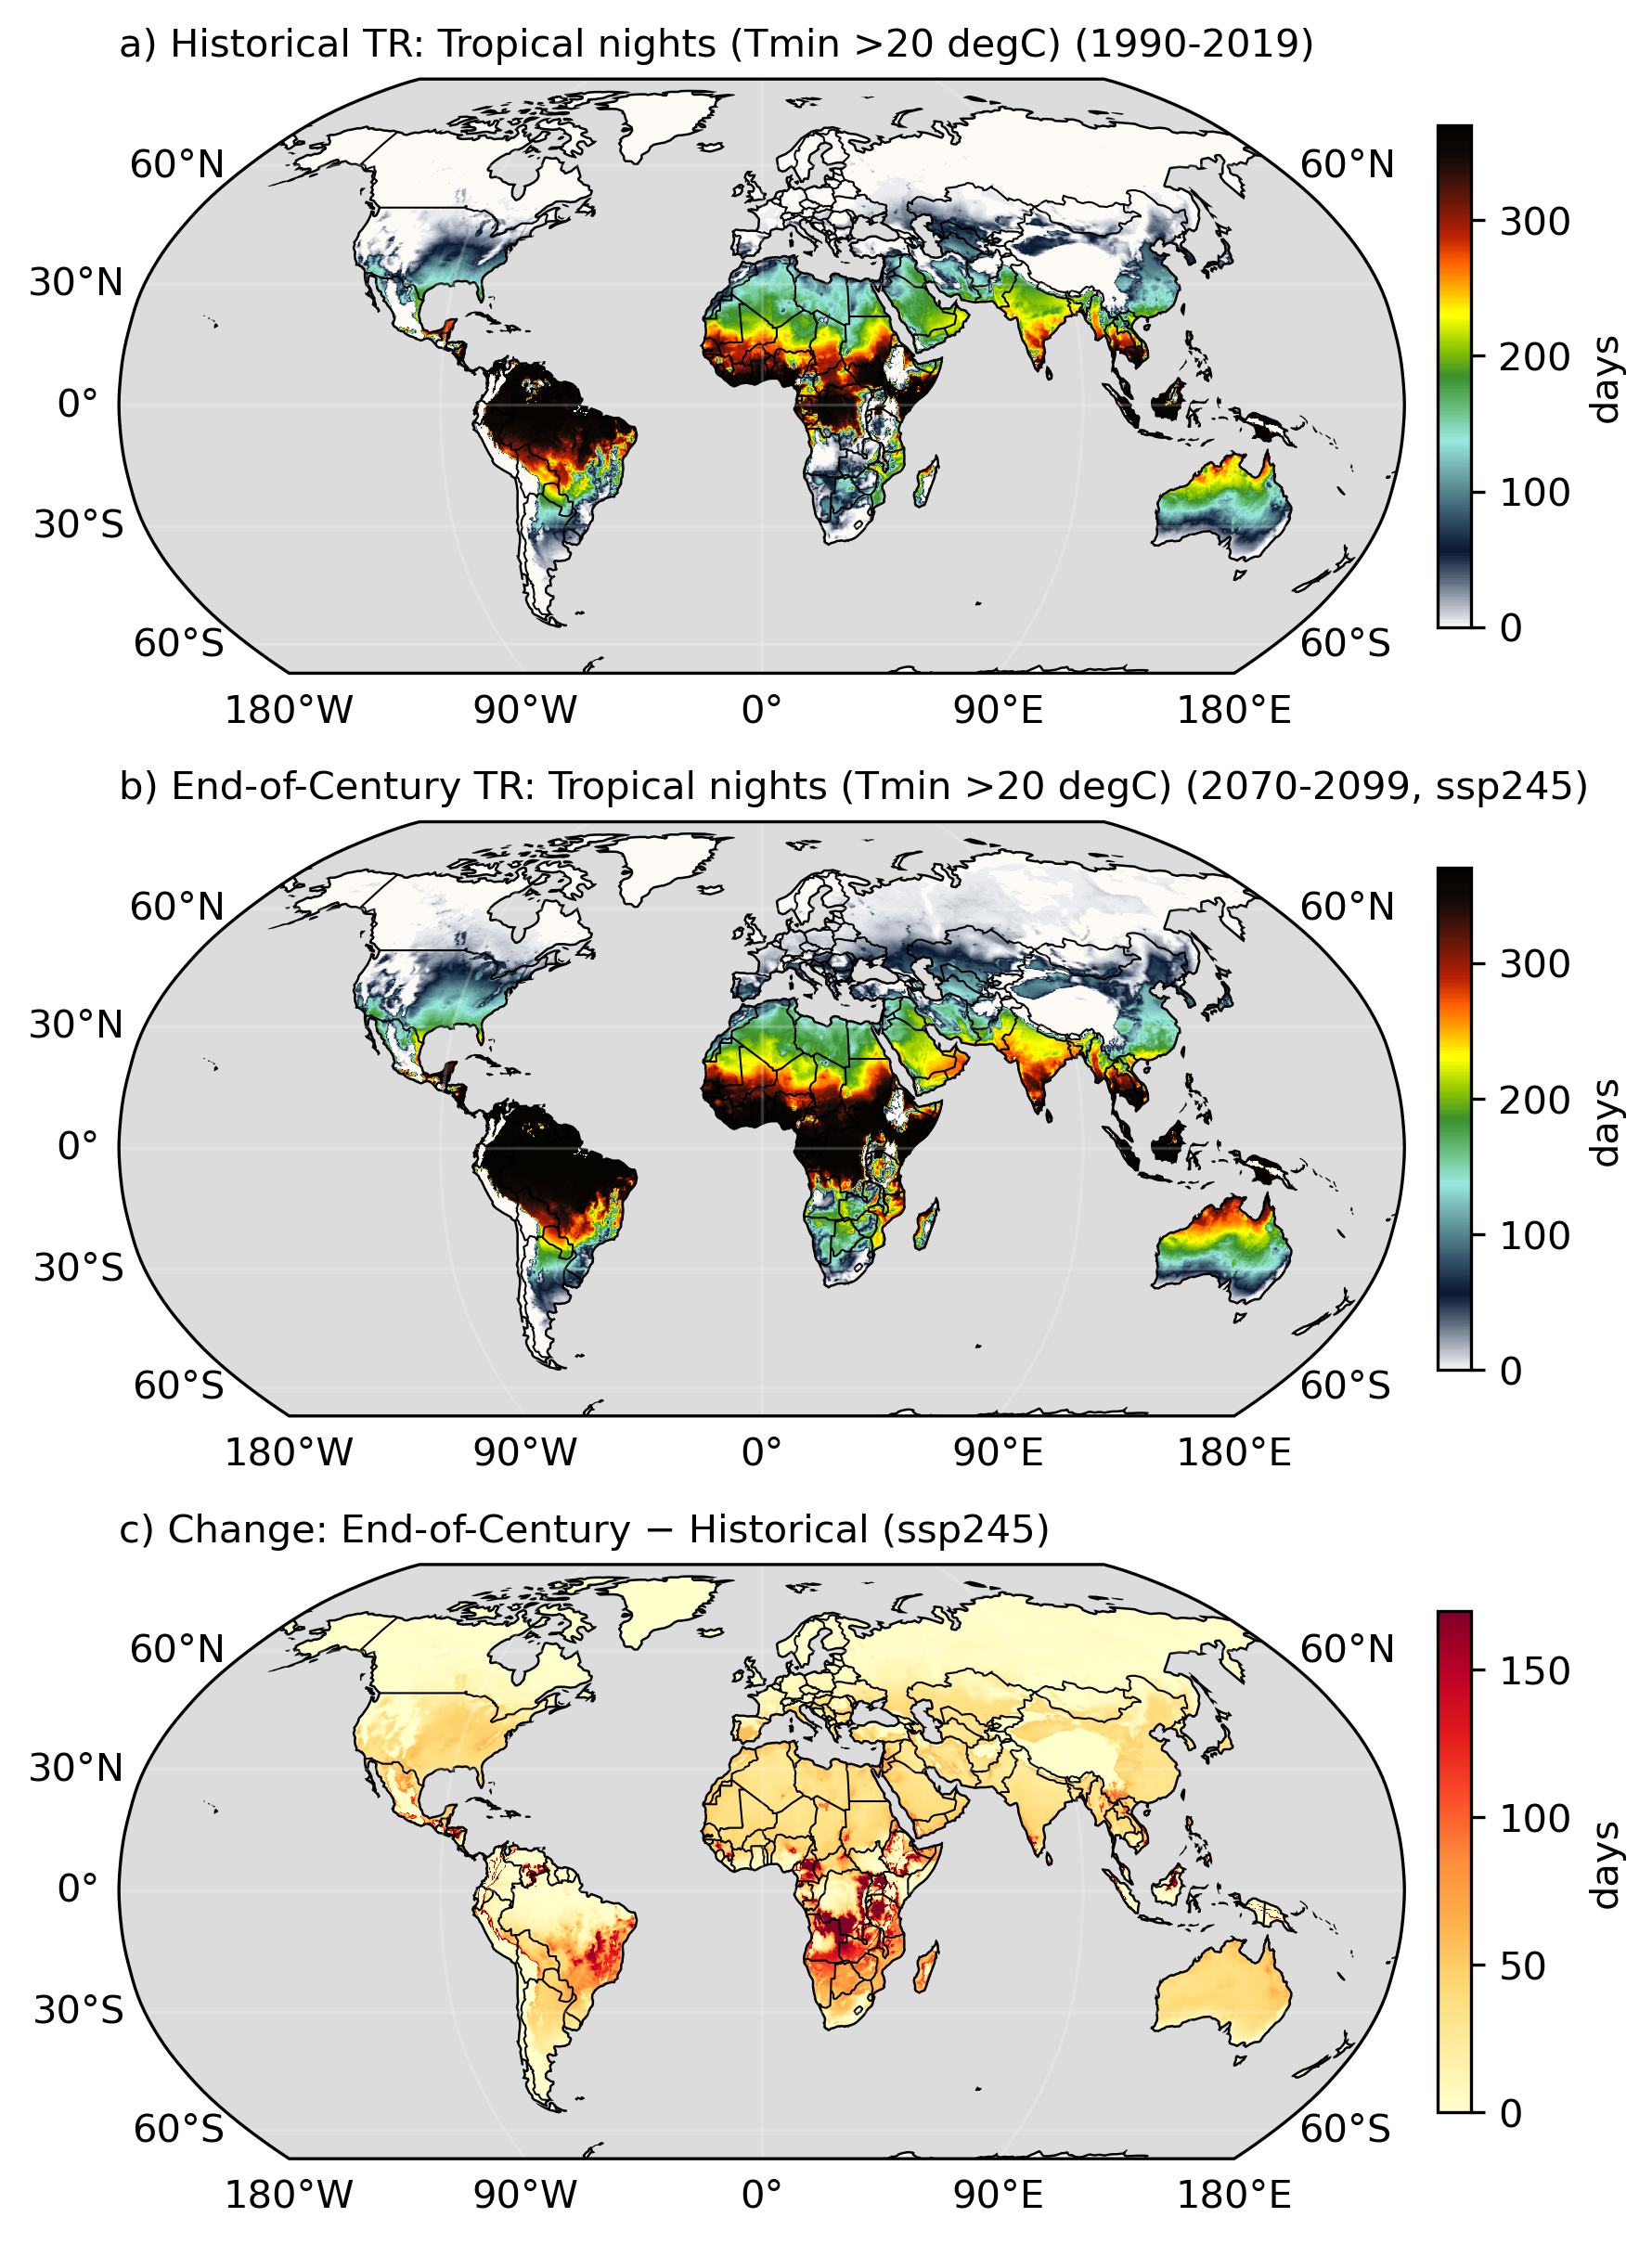 a) Historical TR: Tropical nights (Tmin >20 degC) (1990-2019)
60°N 60°N
30°N
0°
30°S
60°S 60°S
180°W 90°W 0° 90°E 180°E
300
200
100
0
days
b) End-of-Century TR: Tropical nights (Tmin >20 degC) (2070-2099, ssp245)
60°N 60°N
30°N
0°
30°S
60°S 60°S
180°W 90°W 0° 90°E 180°E
300
200
100
0
days
c) Change: End-of-Century − Historical (ssp245)
60°N 60°N
30°N
0°
30°S
60°S 60°S
180°W 90°W 0° 90°E 180°E
150
100
50
0
days